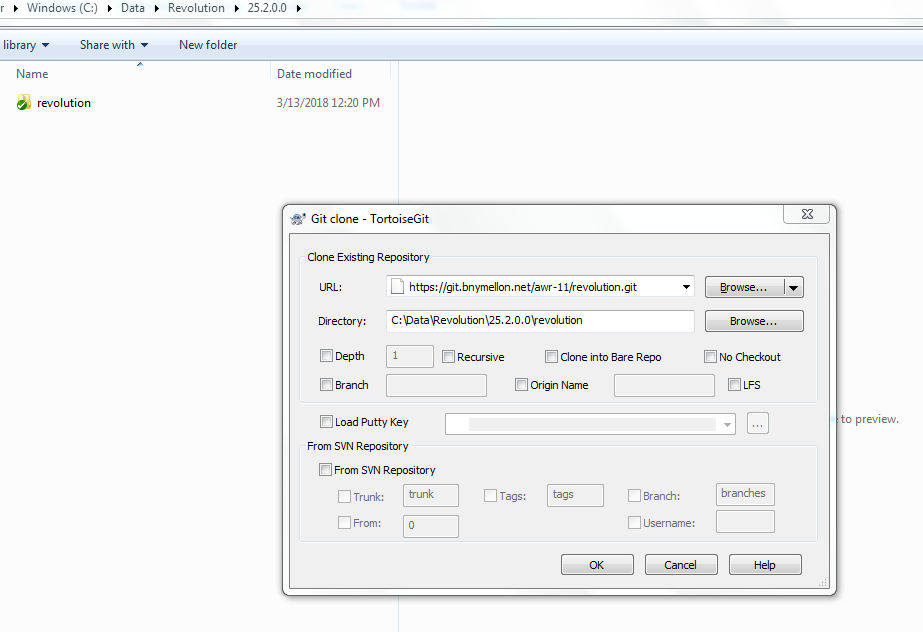 r Windows (C:) Data Revolution 25.2.0.0
library Share with New folder
Name Date modified
revolution 3/13/2018 12:20 PM
Git clone - TortoiseGit
Clone Existing Repository
URL: https://git.bnymellon.net/awr-11/revolution.git Browse...
Directory: C:\Data\Revolution\25.2.0.0\revolution Browse...
Depth 1 Recursive Clone into Bare Repo No Checkout
Branch Origin Name LFS
to preview.
Load Putty Key ...
From SVN Repository
From SVN Repository
Trunk: trunk Tags: tags Branch: branches
From: 0 Username:
OK Cancel Help